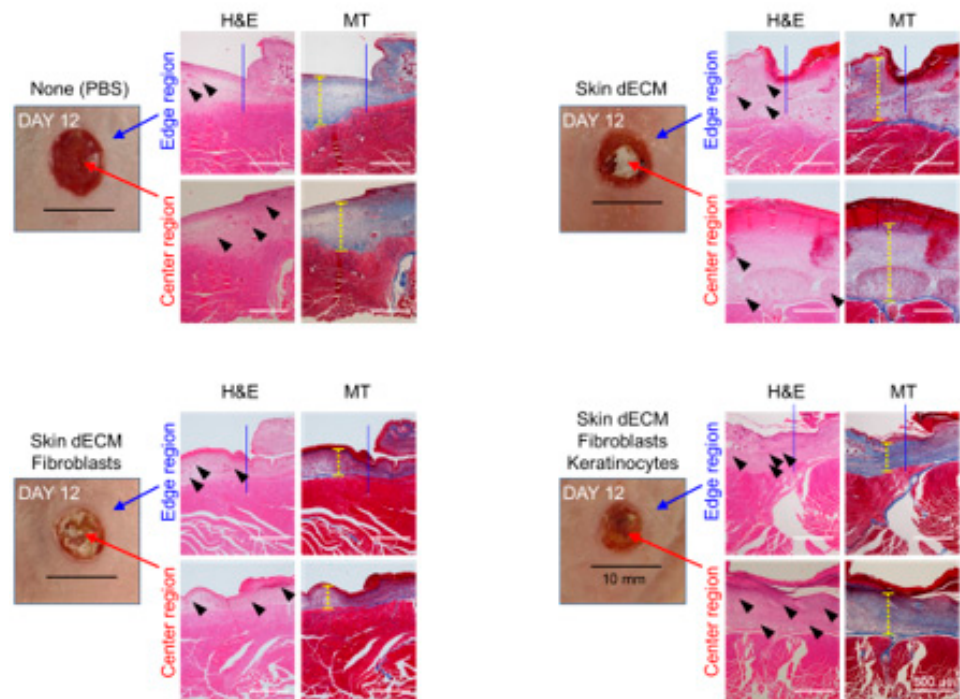 H&E MT
None (PBS)
DAY 12
Edge region
Center region
H&E MT
Skin dECM
DAY 12
Edge region
Center region
H&E MT
Skin dECM
Fibroblasts
DAY 12
Edge region
Center region
H&E MT
Skin dECM
Fibroblasts
Keratinocytes
DAY 12
10 mm
Edge region
Center region
500 μm